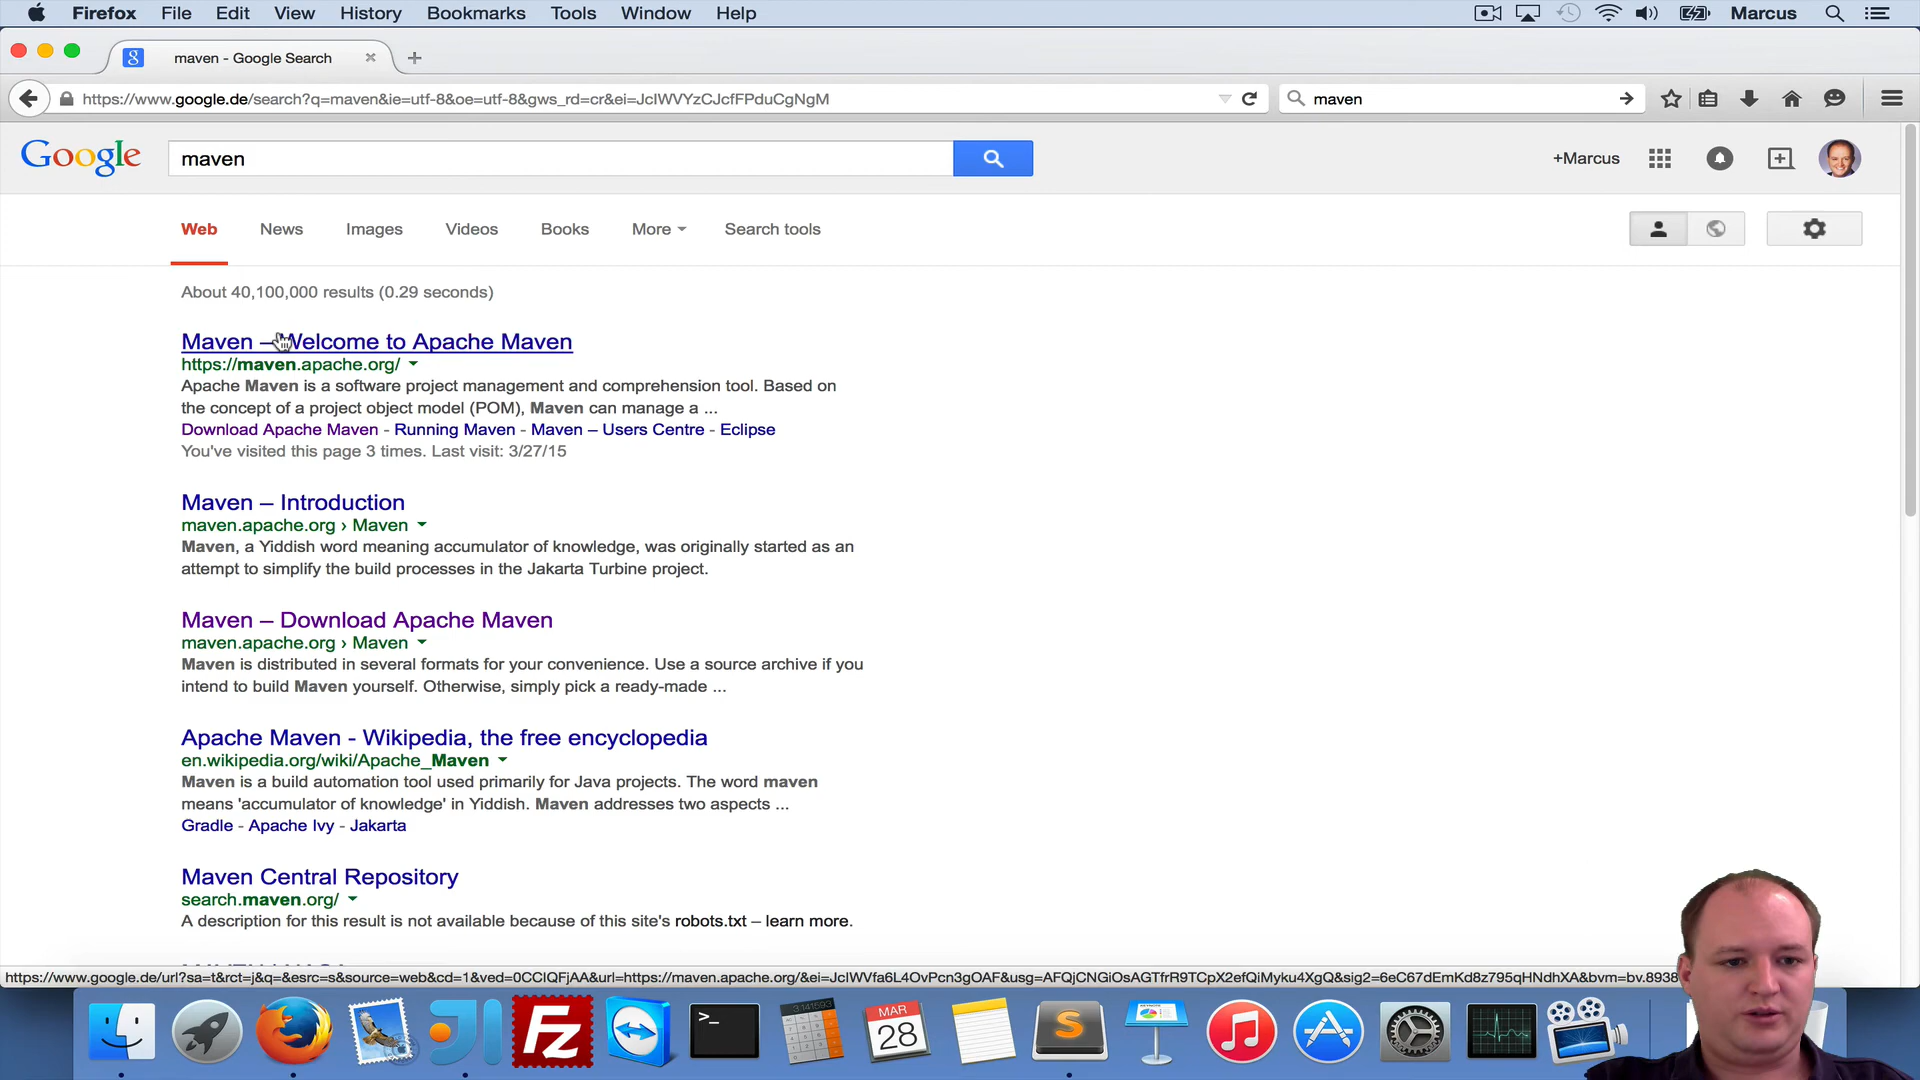 Firefox File Edit View History Bookmarks Tools Window Help Marcus
maven - Google Search
https://www.google.de/search?q=maven&ie=utf-8&oe=utf-8&gws_rd=cr&ei=JcIWVYzCJcfFPduCgNgM maven
Google maven +Marcus
Web News Images Videos Books More Search tools
About 40,100,000 results (0.29 seconds)
Maven – Welcome to Apache Maven
https://maven.apache.org/
Apache Maven is a software project management and comprehension tool. Based on
the concept of a project object model (POM), Maven can manage a ...
Download Apache Maven - Running Maven - Maven – Users Centre - Eclipse
You've visited this page 3 times. Last visit: 3/27/15
Maven – Introduction
maven.apache.org › Maven
Maven, a Yiddish word meaning accumulator of knowledge, was originally started as an
attempt to simplify the build processes in the Jakarta Turbine project.
Maven – Download Apache Maven
maven.apache.org › Maven
Maven is distributed in several formats for your convenience. Use a source archive if you
intend to build Maven yourself. Otherwise, simply pick a ready-made ...
Apache Maven - Wikipedia, the free encyclopedia
en.wikipedia.org/wiki/Apache_Maven
Maven is a build automation tool used primarily for Java projects. The word maven
means 'accumulator of knowledge' in Yiddish. Maven addresses two aspects ...
Gradle - Apache Ivy - Jakarta
Maven Central Repository
search.maven.org/
A description for this result is not available because of this site's robots.txt – learn more.
https://www.google.de/url?sa=t&rct=j&q=&esrc=s&source=web&cd=1&ved=0CCIQFjAA&url=https://maven.apache.org/&ei=JcIWVfa6L4OvPcn3gOAF&usg=AFQjCNGiOsAGTfrR9TCpX2efQiMyku4XgQ&sig2=6eC67dEmKd8z795qHNdhXA&bvm=bv.8938
Fz >_ 3.141593 MAR
28 S